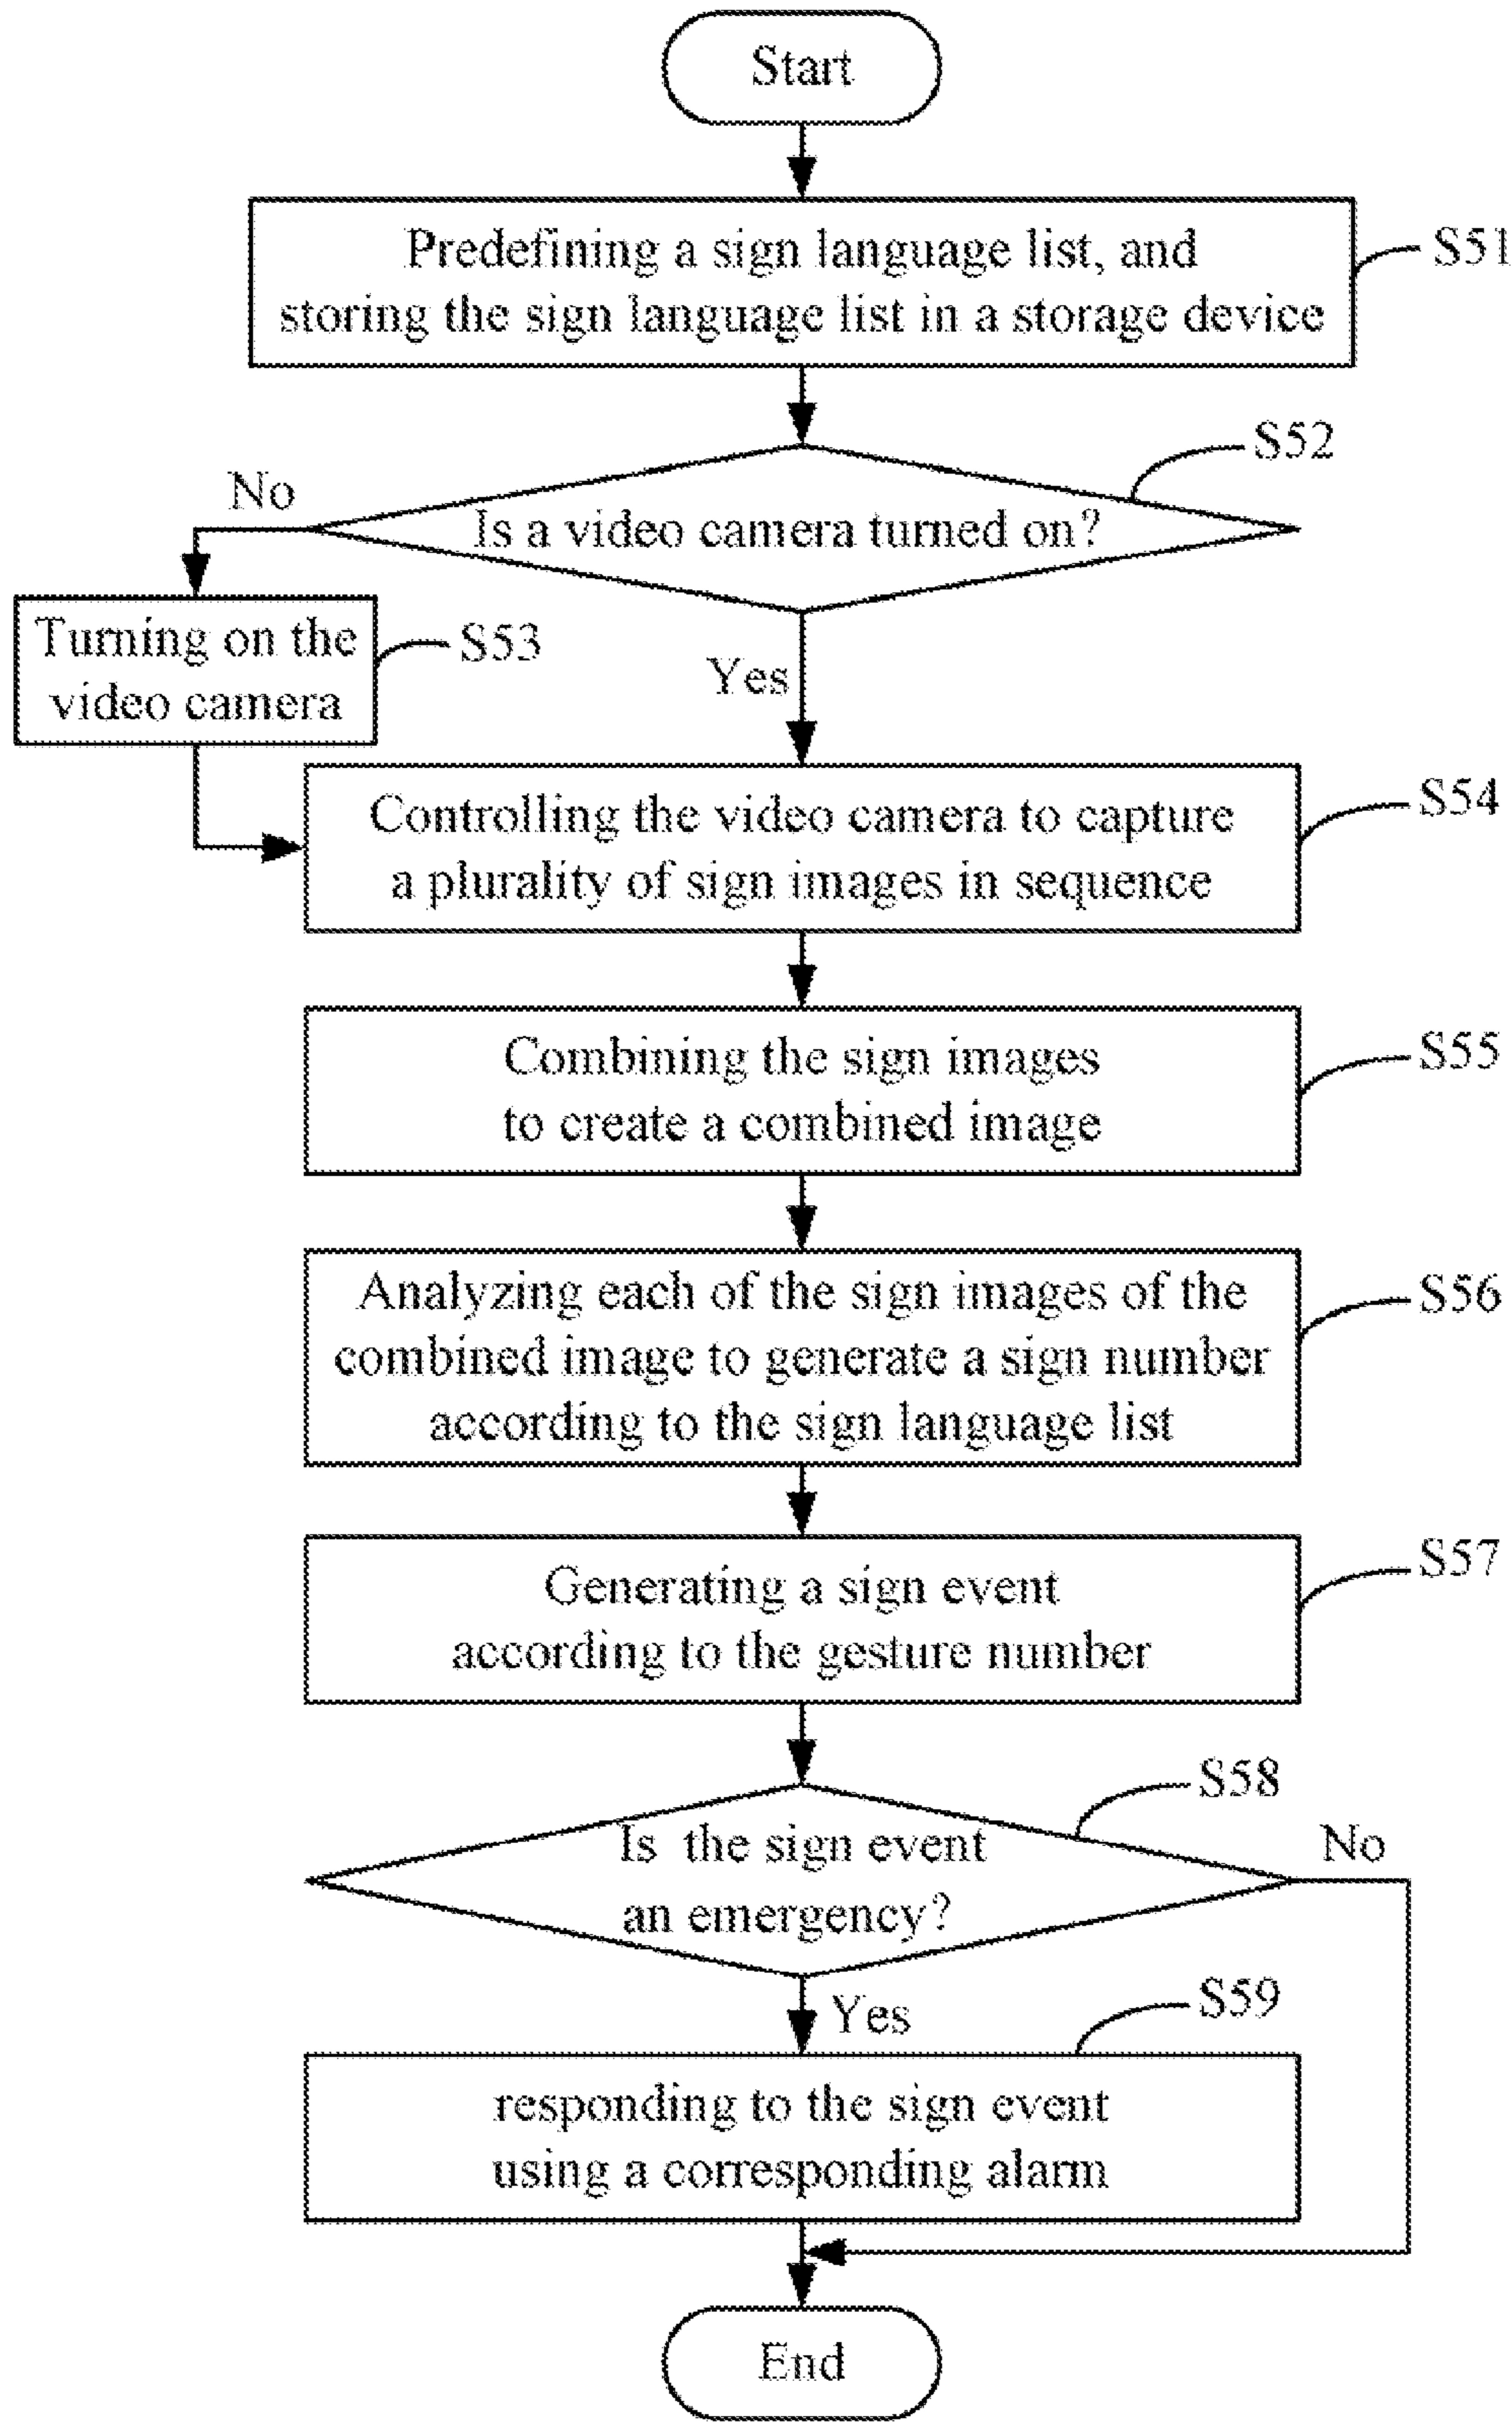 Start
Predefining a sign language list, and
storing the sign language list in a storage device
S51
S52
No
Is a video camera turned on?
Turning on the
video camera
S53
Yes
Controlling the video camera to capture
a plurality of sign images in sequence
S54
Combining the sign images
to create a combined image
S55
Analyzing each of the sign images of the
combined image to generate a sign number
according to the sign language list
S56
Generating a sign event
according to the gesture number
S57
S58
Is the sign event
an emergency?
No
Yes
S59
responding to the sign event
using a corresponding alarm
End